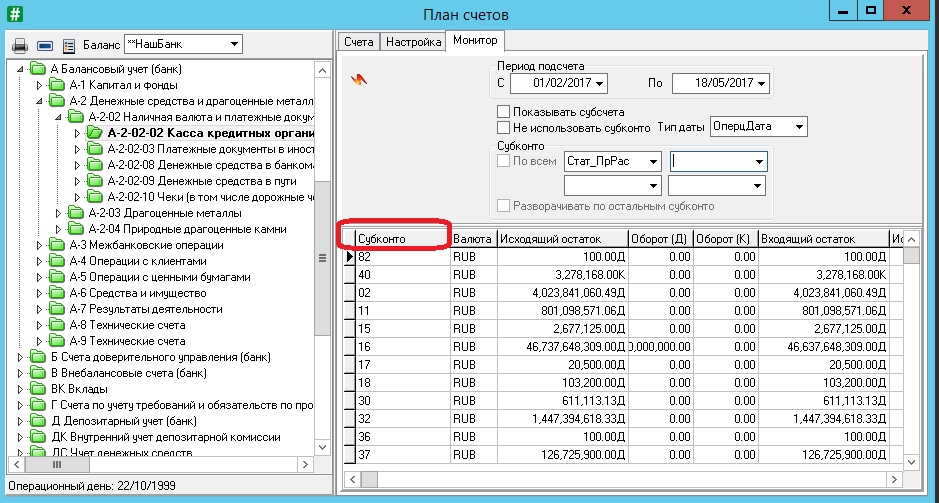 План счетов
Баланс **НашБанк
А Балансовый учет (банк)
А-1 Капитал и фонды
А-2 Денежные средства и драгоценные металл
А-2-02 Наличная валюта и платежные докум
А-2-02-02 Касса кредитных органи
А-2-02-03 Платежные документы в иност
А-2-02-08 Денежные средства в банком
А-2-02-09 Денежные средства в пути
А-2-02-10 Чеки (в том числе дорожные ч
А-2-03 Драгоценные металлы
А-2-04 Природные драгоценные камни
А-3 Межбанковские операции
А-4 Операции с клиентами
А-5 Операции с ценными бумагами
А-6 Средства и имущество
А-7 Результаты деятельности
А-8 Технические счета
А-9 Технические счета
Б Счета доверительного управления (банк)
В Внебалансовые счета (банк)
ВК Вклады
Г Счета по учету требований и обязательств по про
Д Депозитарный учет (банк)
ДК Внутренний учет депозитарной комиссии
ДС Учет денежных средств
Операционный день: 22/10/1999
Счета Настройка Монитор
Период подсчета
С 01/02/2017 По 18/05/2017
Показывать субсчета
Не использовать субконто Тип даты ОперцДата
Субконто
По всем Стат_ПрРас
Разворачивать по остальным субконто
Субконто Валюта Исходящий остаток Оборот (Д) Оборот (К) Входящий остаток Ис
82 RUB 100.00Д 0.00 0.00 100.00Д
40 RUB 3,278,168.00К 0.00 0.00 3,278,168.00К
02 RUB 4,023,841,060.49Д 0.00 0.00 4,023,841,060.49Д
11 RUB 801,098,571.06Д 0.00 0.00 801,098,571.06Д
15 RUB 2,677,125.00Д 0.00 0.00 2,677,125.00Д
16 RUB 46,737,648,309.00Д 0,000,000.00 0.00 46,637,648,309.00Д
17 RUB 20,500.00Д 0.00 0.00 20,500.00Д
18 RUB 103,200.00Д 0.00 0.00 103,200.00Д
30 RUB 611,113.13Д 0.00 0.00 611,113.13Д
32 RUB 1,447,394,618.33Д 0.00 0.00 1,447,394,618.33Д
36 RUB 100.00Д 0.00 0.00 100.00Д
37 RUB 126,725,900.00Д 0.00 0.00 126,725,900.00Д